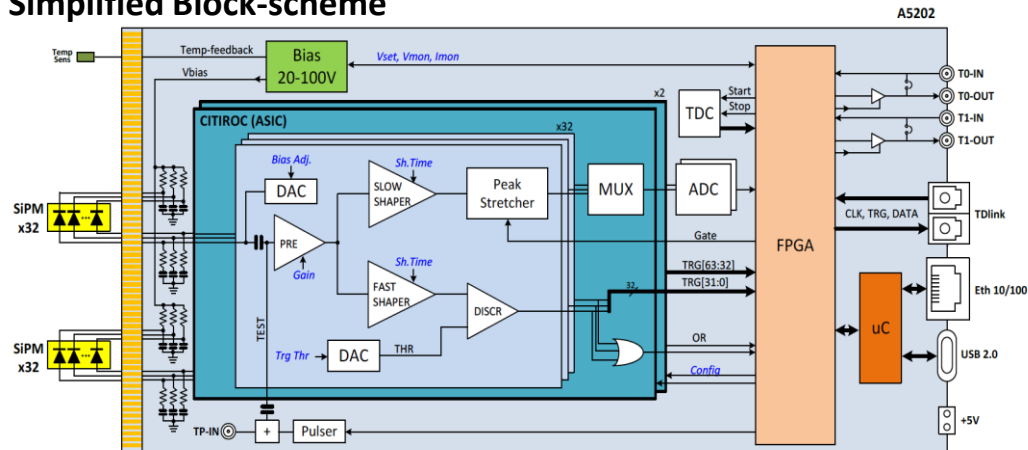 Simplified Block-scheme
A5202
Temp Sens
Temp-feedback
Vbias
Bias
20-100V
Vset, Vmon, Imon
x2
CITIROC (ASIC)
x32
Bias Adj.
DAC
PRE
Gain
Sh.Time
SLOW
SHAPER
Peak
Stretcher
Sh.Time
FAST
SHAPER
DISCR
Trg Thr
DAC
THR
TEST
MUX
ADC
TDC
Start
Stop
Gate
TRG[63:32]
TRG[31:0]
32
OR
Config
FPGA
T0-IN
T0-OUT
T1-IN
T1-OUT
CLK, TRG, DATA
TDlink
uC
Eth 10/100
USB 2.0
+5V
SiPM
x32
SiPM
x32
TP-IN
+
Pulser